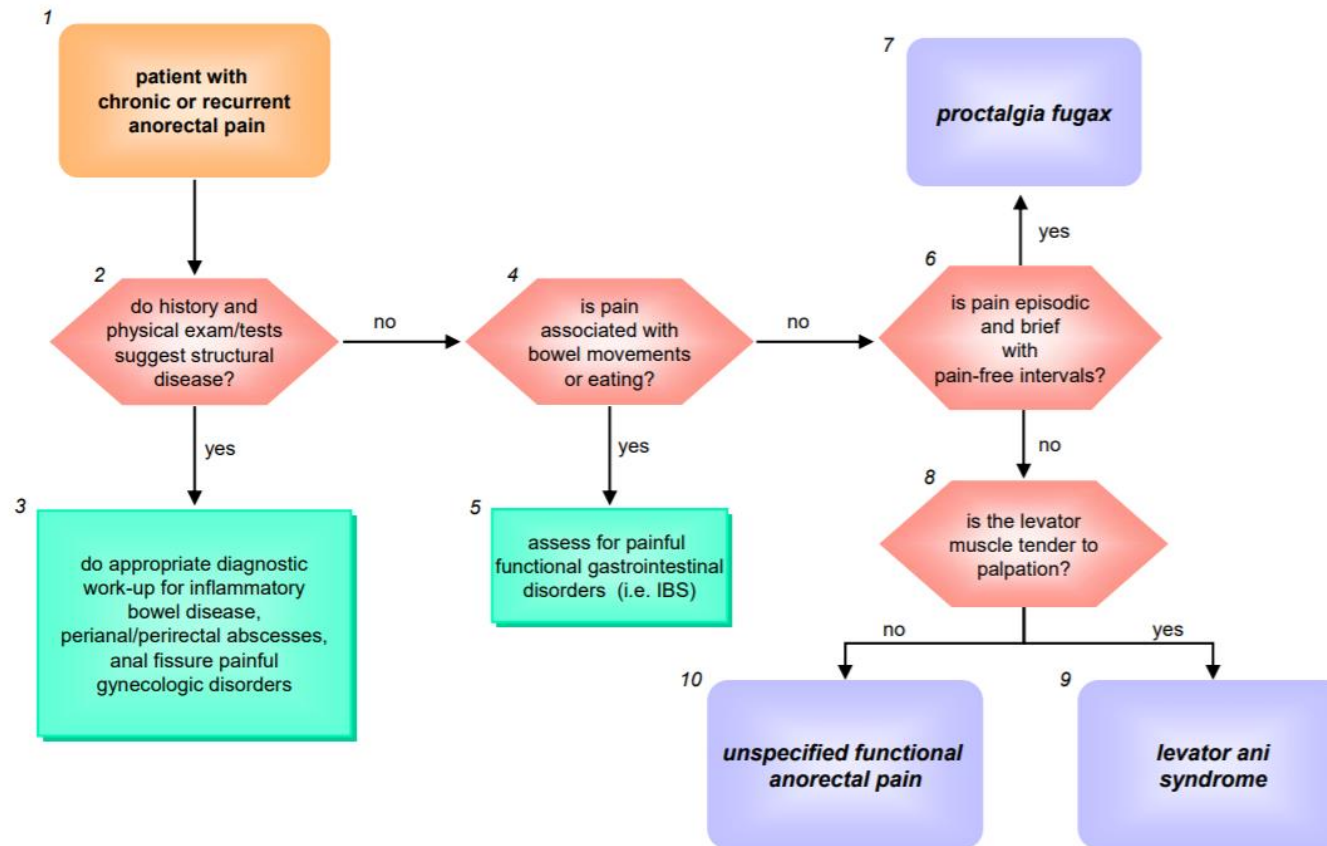 1
patient with
chronic or recurrent
anorectal pain
2
do history and
physical exam/tests
suggest structural
disease?
no
yes
3
do appropriate diagnostic
work-up for inflammatory
bowel disease,
perianal/perirectal abscesses,
anal fissure painful
gynecologic disorders
4
is pain
associated with
bowel movements
or eating?
no
yes
5
assess for painful
functional gastrointestinal
disorders (i.e. IBS)
6
is pain episodic
and brief
with
pain-free intervals?
yes
7
proctalgia fugax
no
8
is the levator
muscle tender to
palpation?
no
yes
10
unspecified functional
anorectal pain
9
levator ani
syndrome